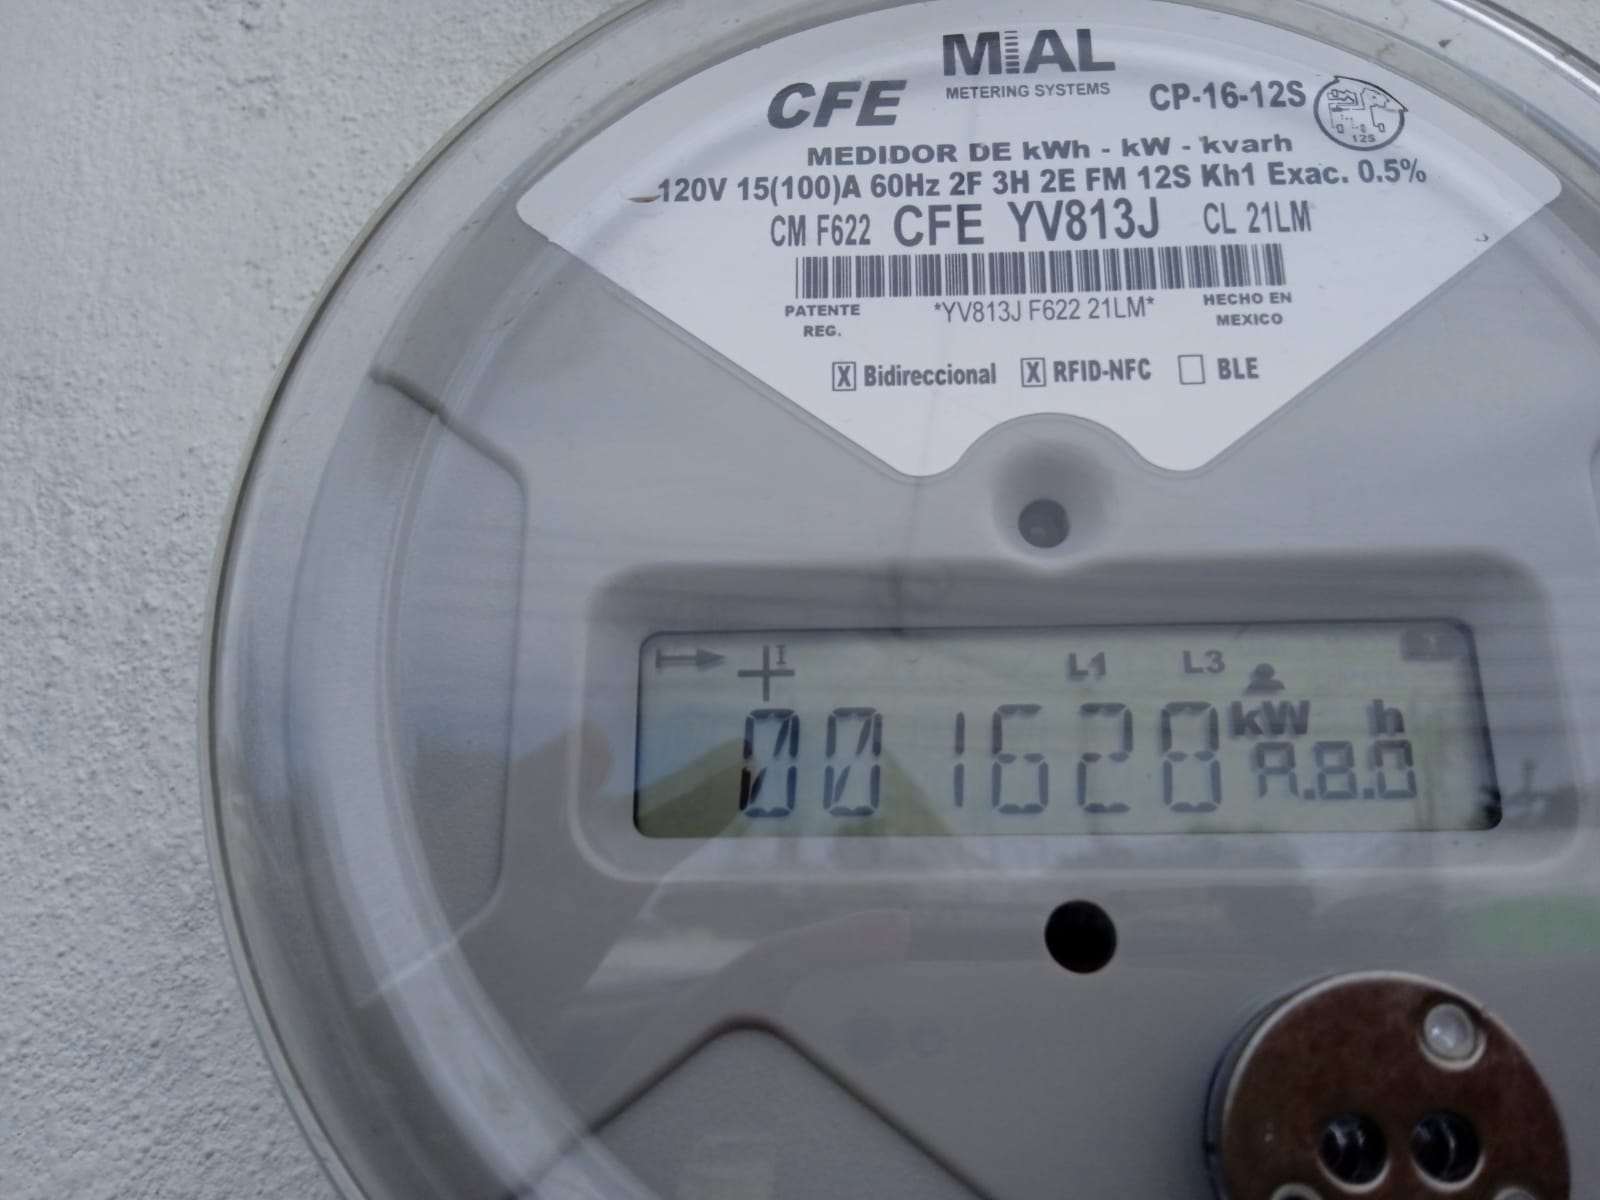 MIAL
METERING SYSTEMS
CFE
CP-16-12S
12S
MEDIDOR DE kWh - kW - kvarh
120V 15(100)A 60Hz 2F 3H 2E FM 12S Kh1 Exac. 0.5%
CM F622 CFE YV813J CL 21LM
PATENTE REG.
*YV813J F622 21LM*
HECHO EN MEXICO
X Bidireccional X RFID-NFC BLE
I L1 L3
001628 kW h
A.8.0